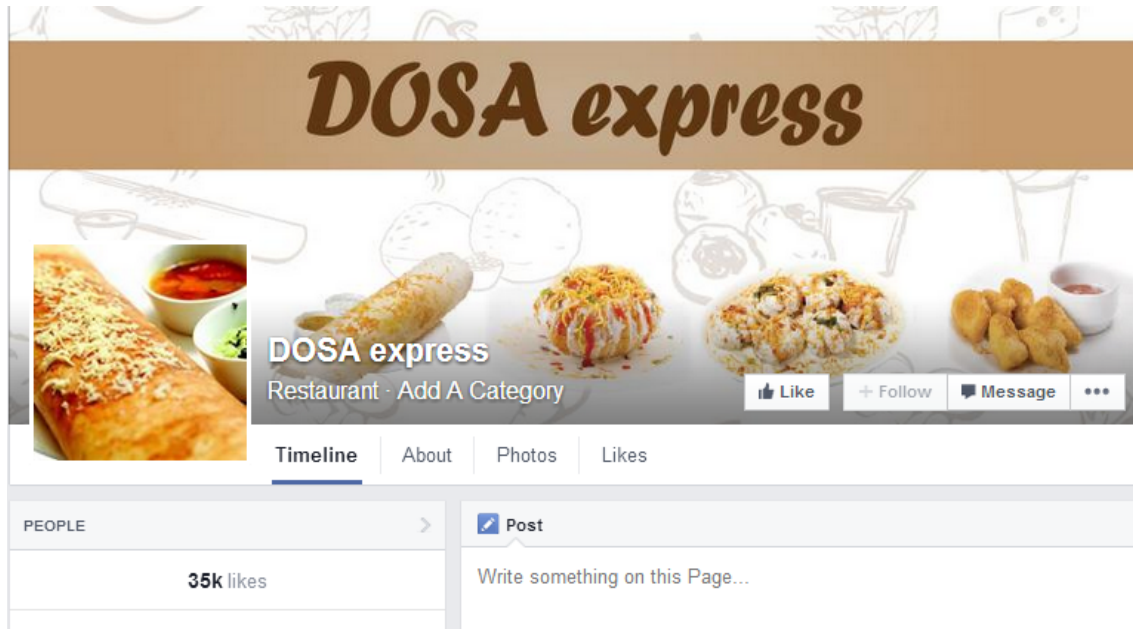 DOSA express
DOSA express
Restaurant · Add A Category
Like
+ Follow
Message
Timeline
About
Photos
Likes
PEOPLE
35k likes
Post
Write something on this Page...